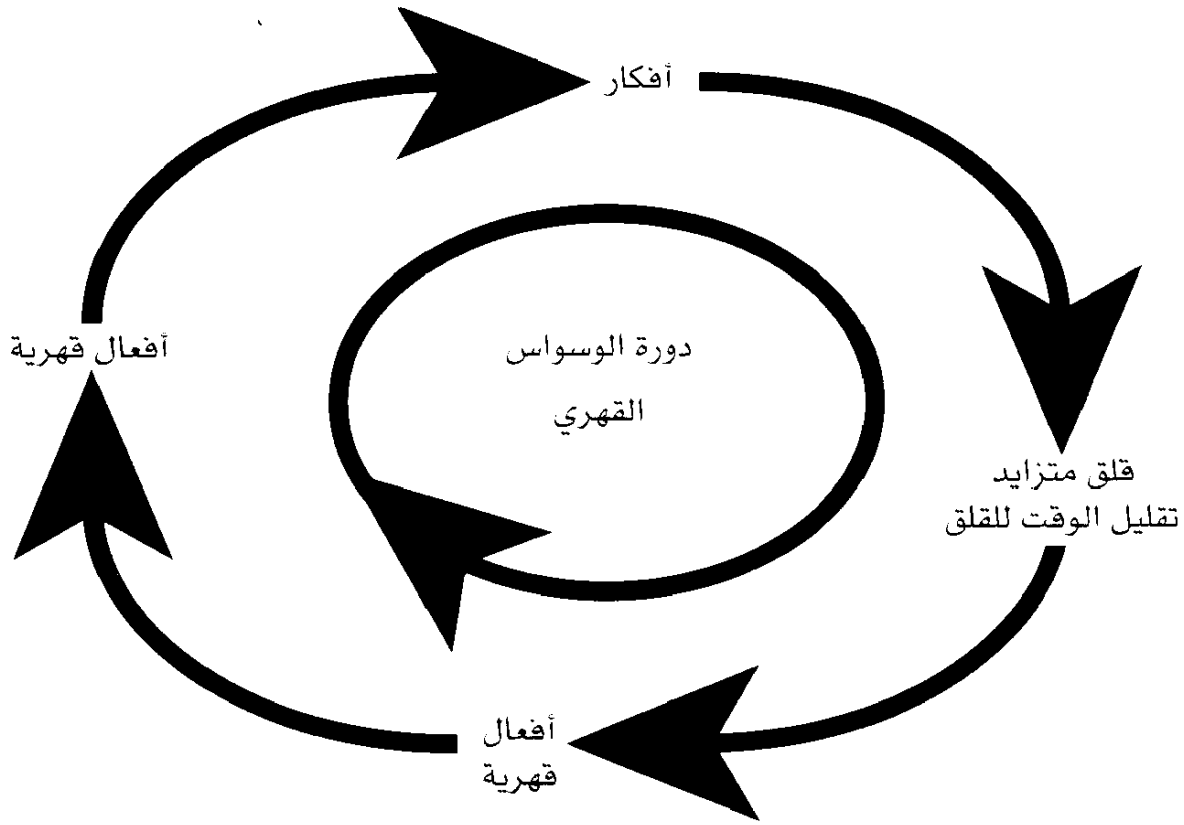 أفكار
أفعال قهرية
دورة الوسواس
القهري
قلق متزايد
تقليل الوقت للقلق
أفعال
قهرية